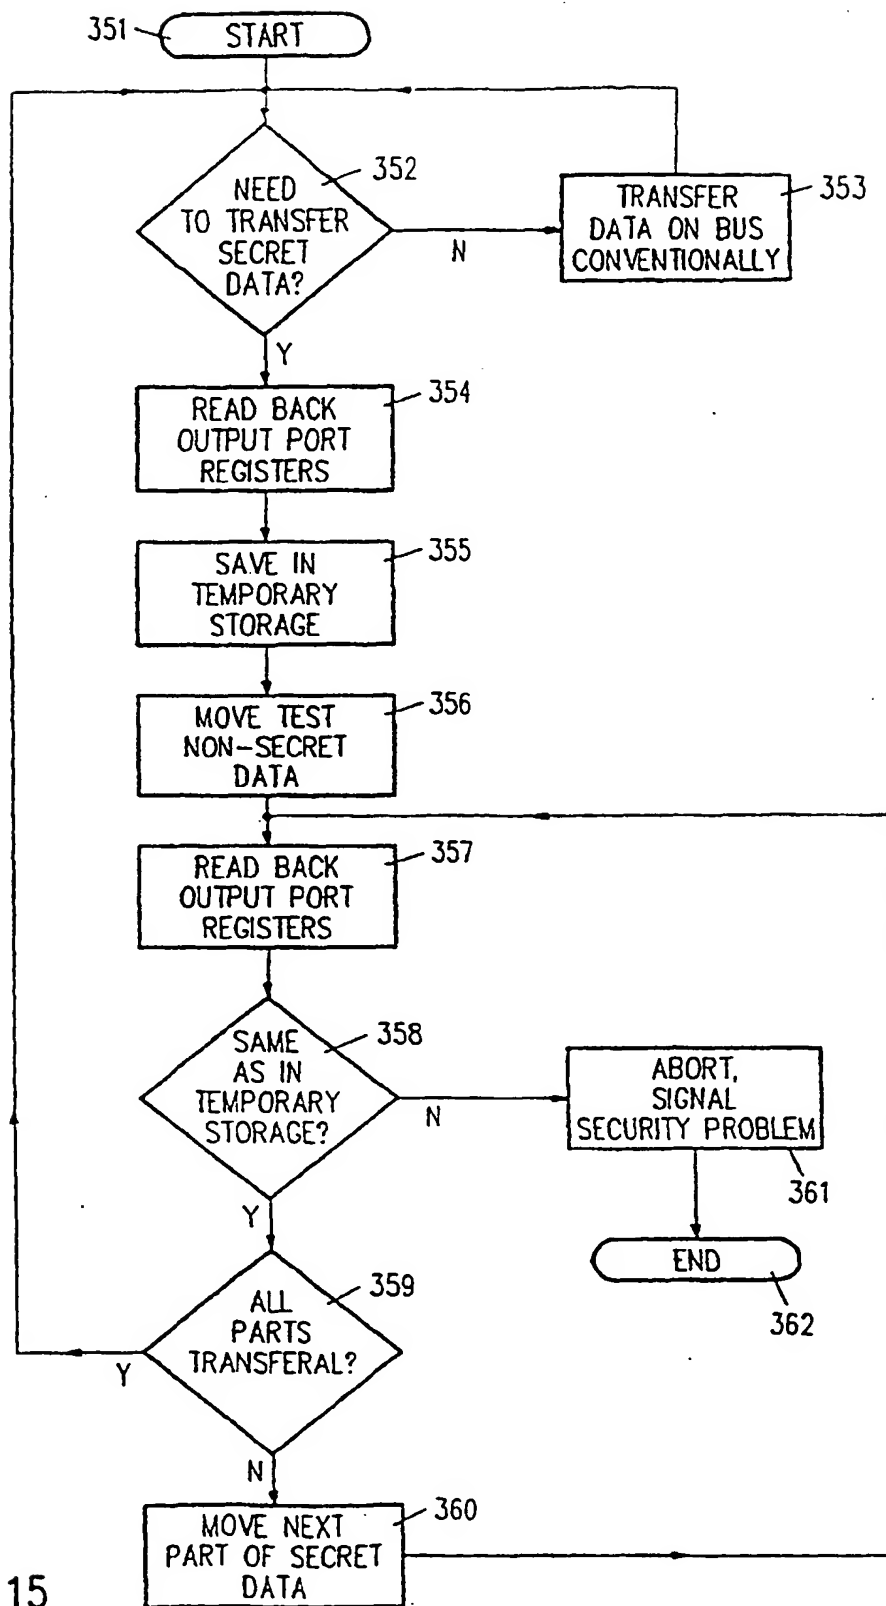 351
START
352
NEED
TO TRANSFER
SECRET
DATA?
N
TRANSFER
DATA ON BUS
CONVENTIONALLY
353
Y
READ BACK
OUTPUT PORT
REGISTERS
354
SAVE IN
TEMPORARY
STORAGE
355
MOVE TEST
NON-SECRET
DATA
356
READ BACK
OUTPUT PORT
REGISTERS
357
SAME
AS IN
TEMPORARY
STORAGE?
358
N
ABORT,
SIGNAL
SECURITY PROBLEM
361
END
362
Y
ALL
PARTS
TRANSFERAL?
359
Y
N
MOVE NEXT
PART OF SECRET
DATA
360
15